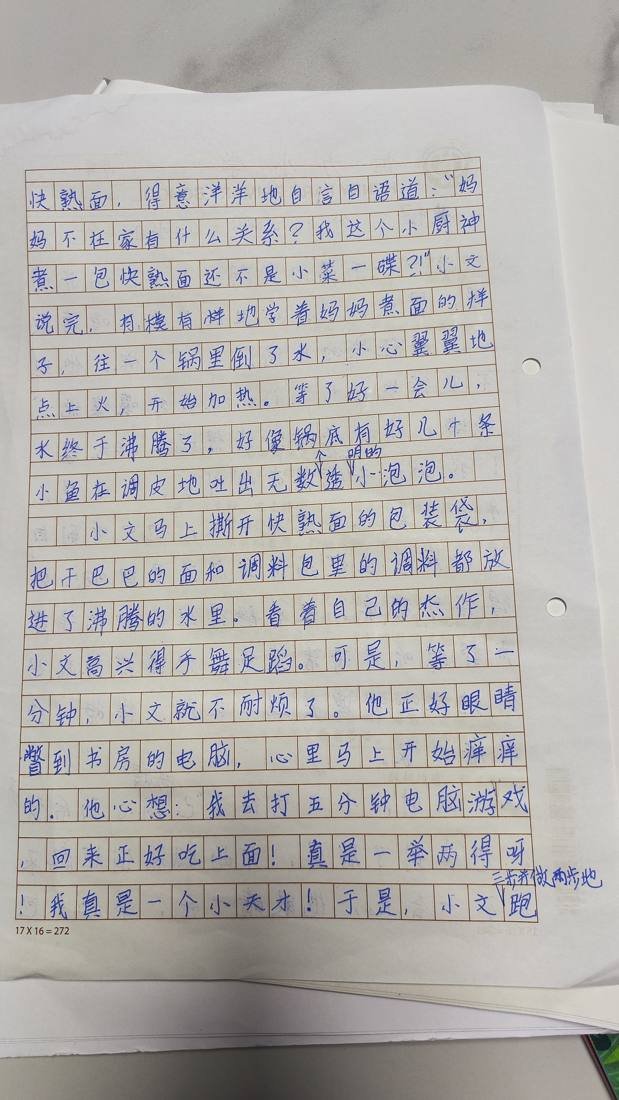 快熟面，得意洋洋地自言自语道："妈
妈不在家有什么关系？我这个小厨神
煮一包快熟面还不是小菜一碟?!"小文
说完，有模有样地学着妈妈煮面的样
子，往一个锅里倒了水，小心翼翼地
点上火，开始加热。等了好一会儿，
水终于沸腾了，好像锅底有好几十条
个 明的
小鱼在调皮地吐出无数透小泡泡。
小文马上撕开快熟面的包装袋，
把干巴巴的面和调料包里的调料都放
进了沸腾的水里。看着自己的杰作，
小文高兴得手舞足蹈。可是，等了一
分钟，小文就不耐烦了。他正好眼睛
瞥到书房的电脑，心里马上开始痒痒
的。他心想：我去打五分钟电脑游戏
，回来正好吃上面！真是一举两得呀
三步并做两步地
！我真是一个小天才！于是，小文跑
17 X 16 = 272